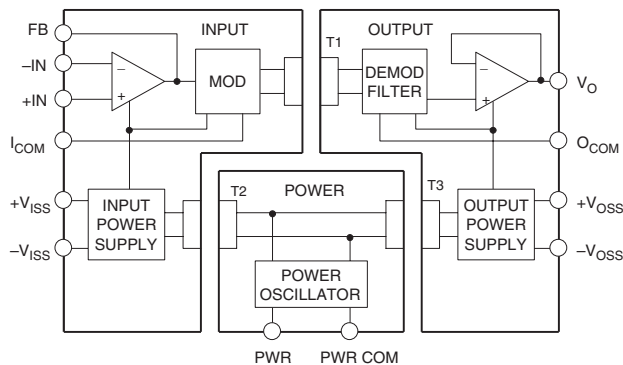 FB
INPUT
OUTPUT
–IN
T1
MOD
DEMOD
FILTER
–
+
–
+
V_O
+IN
I_COM
O_COM
+V_ISS
–V_ISS
INPUT
POWER
SUPPLY
T2
POWER
T3
OUTPUT
POWER
SUPPLY
+V_OSS
–V_OSS
POWER
OSCILLATOR
PWR
PWR COM